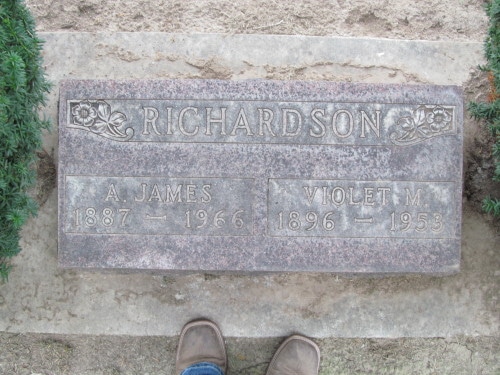 RICHARDSON
A. JAMES
1887 — 1966
VIOLET M.
1896 — 1953